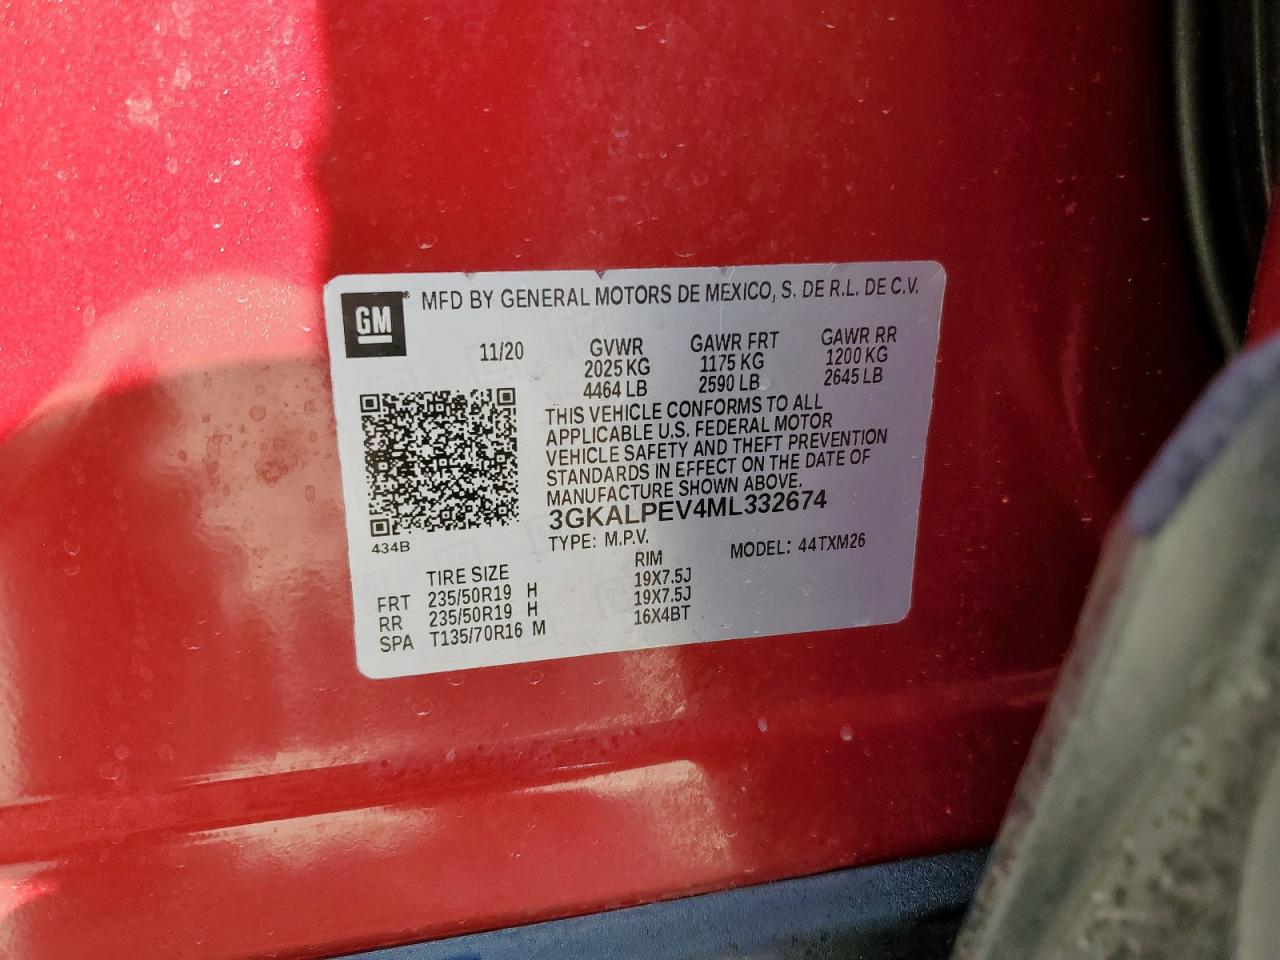 GM® MFD BY GENERAL MOTORS DE MEXICO, S. DE R.L. DE C.V.
11/20 GVWR GAWR FRT GAWR RR
2025 KG 1175 KG 1200 KG
4464 LB 2590 LB 2645 LB
THIS VEHICLE CONFORMS TO ALL
APPLICABLE U.S. FEDERAL MOTOR
VEHICLE SAFETY AND THEFT PREVENTION
STANDARDS IN EFFECT ON THE DATE OF
MANUFACTURE SHOWN ABOVE.
3GKALPEV4ML332674
434B TYPE: M.P.V. MODEL: 44TXM26
TIRE SIZE RIM
FRT 235/50R19 H 19X7.5J
RR 235/50R19 H 19X7.5J
SPA T135/70R16 M 16X4BT